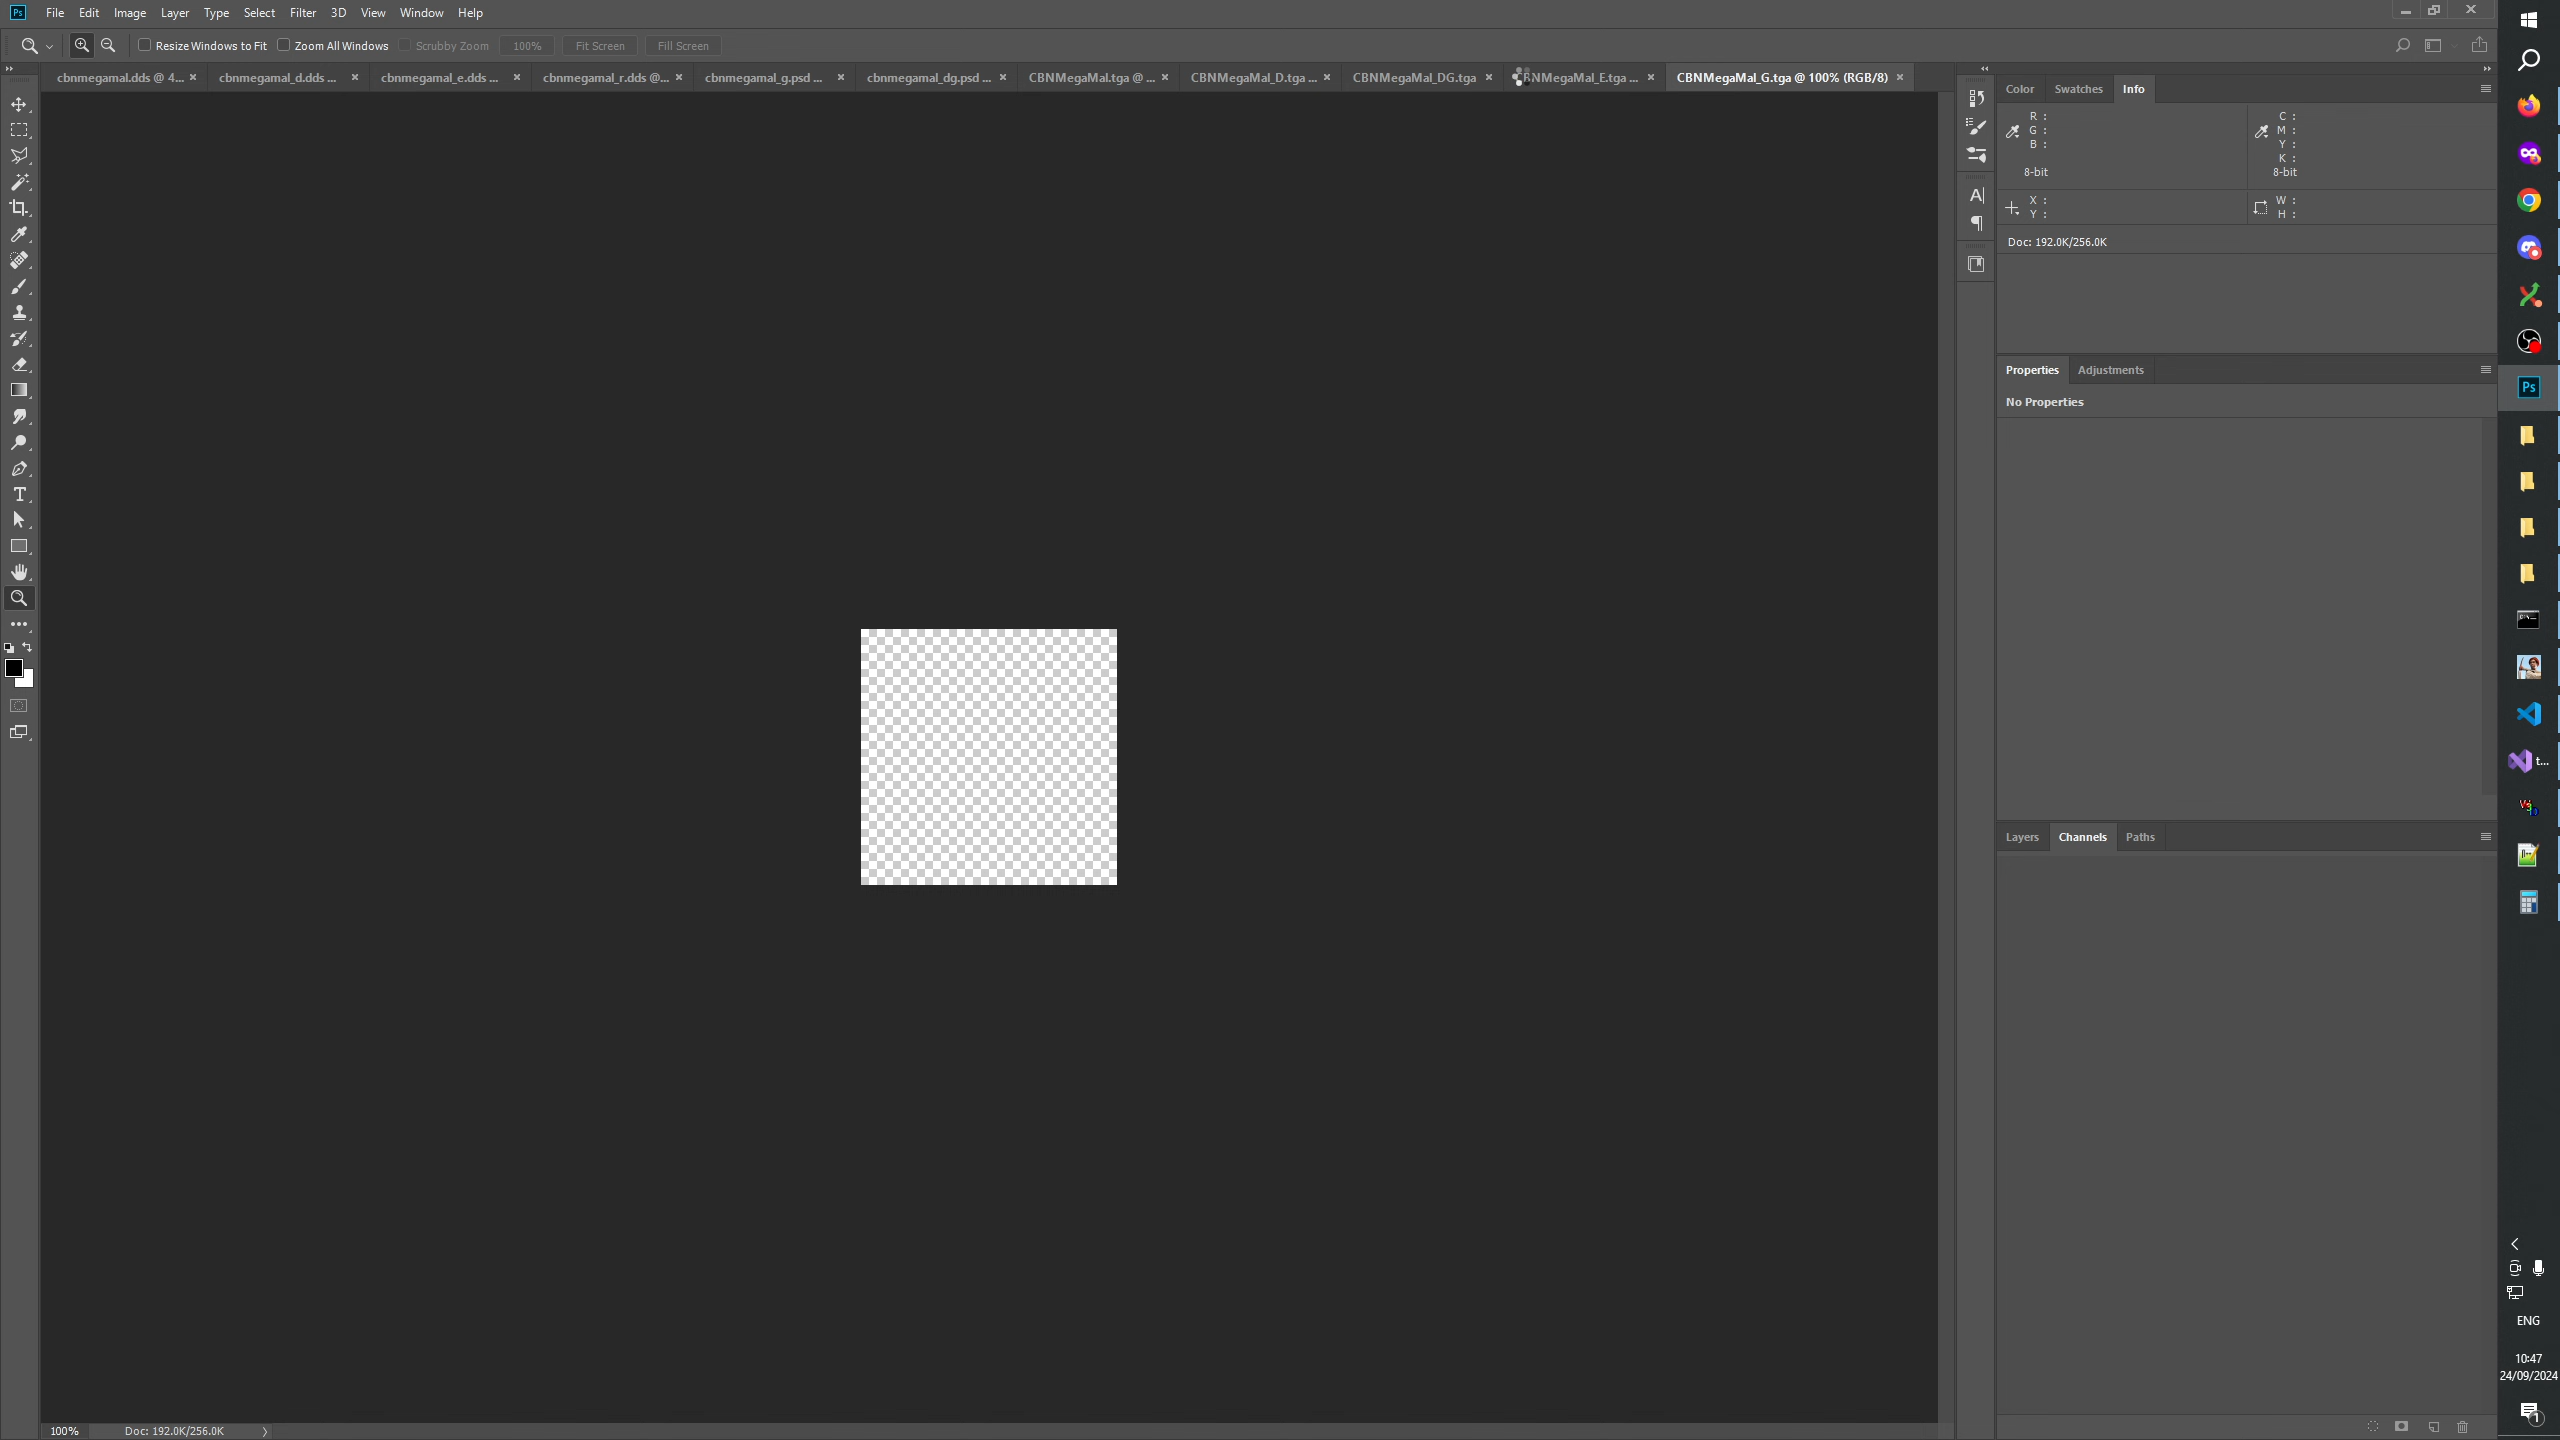 Ps File Edit Image Layer Type Select Filter 3D View Window Help
Resize Windows to Fit Zoom All Windows Scrubby Zoom 100% Fit Screen Fill Screen
cbnmegamal.dds @ 4... × cbnmegamal_d.dds ... × cbnmegamal_e.dds ... × cbnmegamal_r.dds @... × cbnmegamal_g.psd ... × cbnmegamal_dg.psd ... × CBNMegaMal.tga @ ... × CBNMegaMal_D.tga ... × CBNMegaMal_DG.tga × CBNMegaMal_E.tga ... × CBNMegaMal_G.tga @ 100% (RGB/8) ×
Color Swatches Info
R : C :
G : M :
B : Y :
K :
8-bit 8-bit
X : W :
Y : H :
Doc: 192.0K/256.0K
Properties Adjustments
No Properties
Layers Channels Paths
100% Doc: 192.0K/256.0K
Ps
t...
ENG
10:47
24/09/2024
1